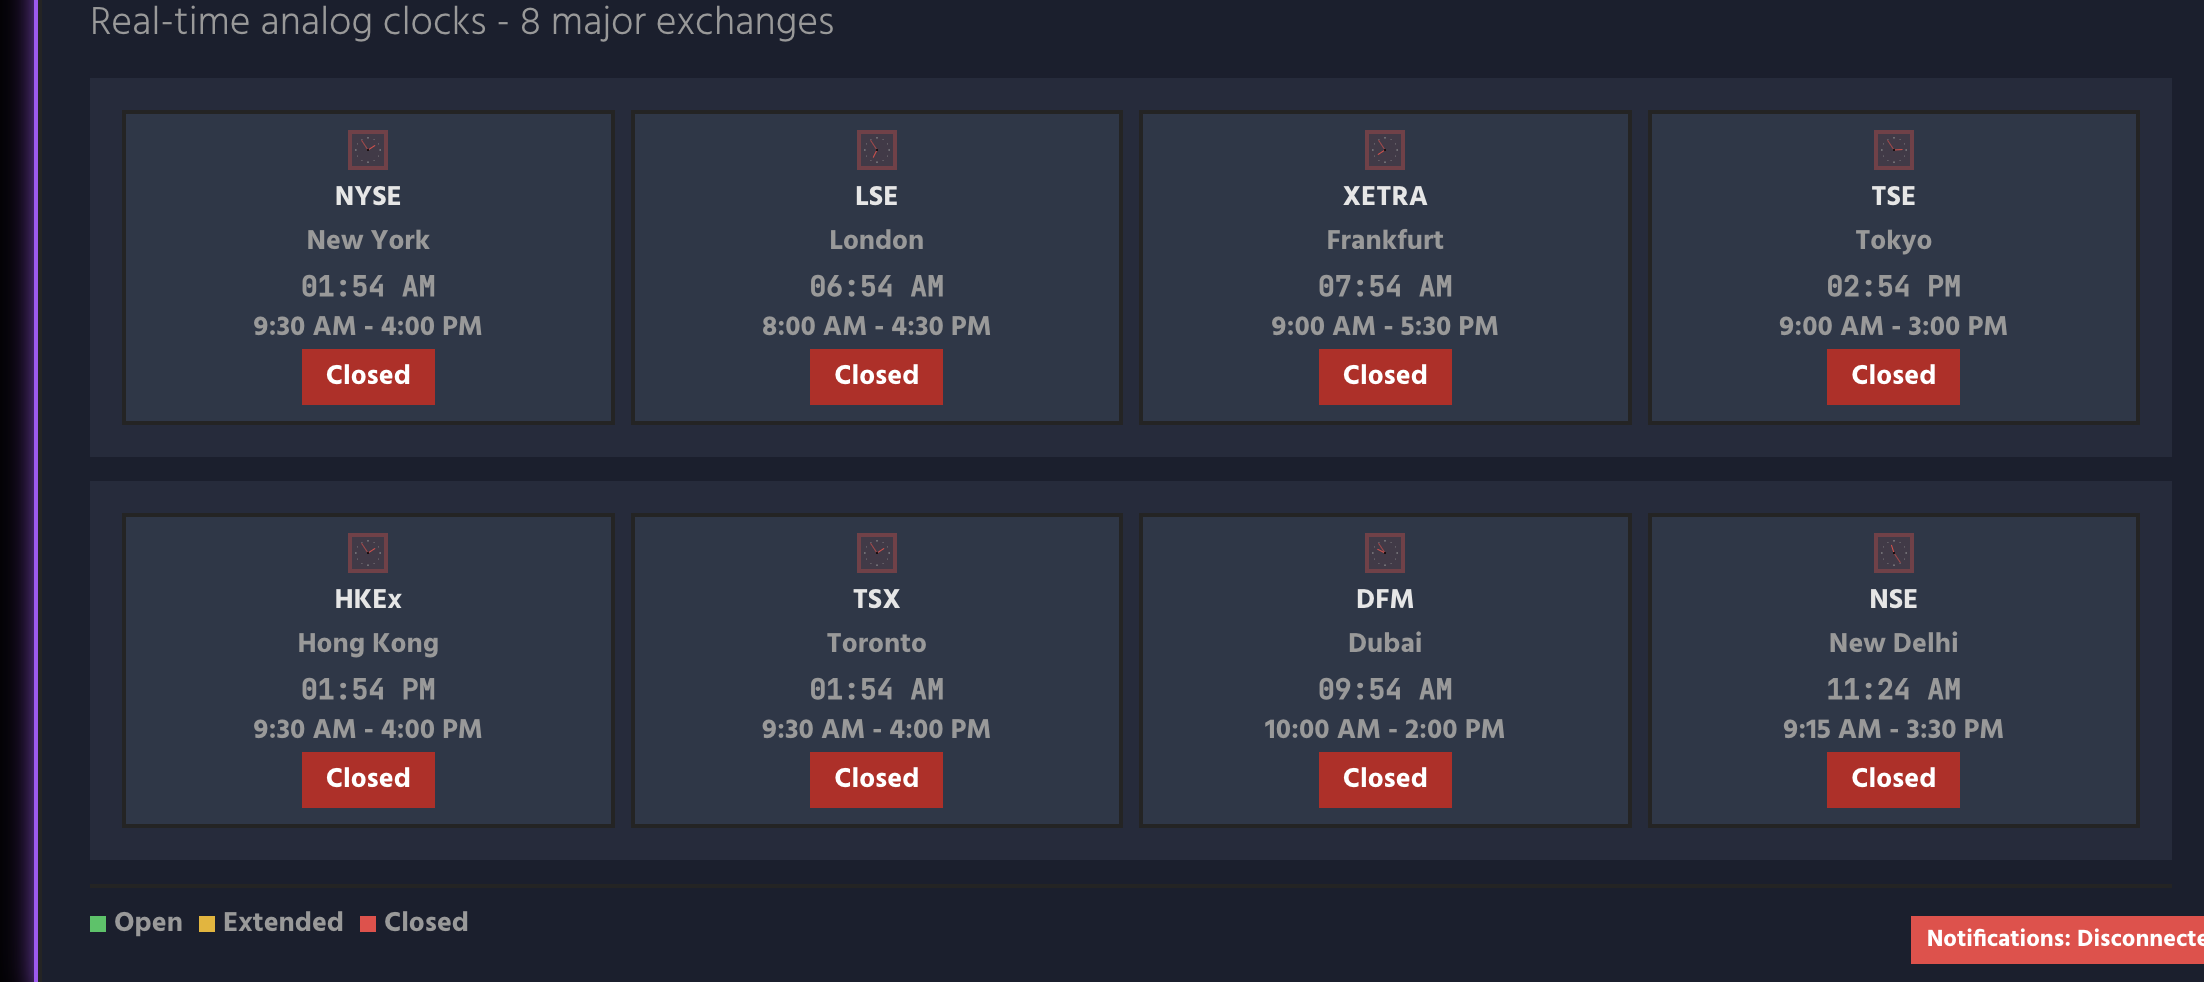 Real-time analog clocks - 8 major exchanges
NYSE
New York
01:54 AM
9:30 AM - 4:00 PM
Closed
LSE
London
06:54 AM
8:00 AM - 4:30 PM
Closed
XETRA
Frankfurt
07:54 AM
9:00 AM - 5:30 PM
Closed
TSE
Tokyo
02:54 PM
9:00 AM - 3:00 PM
Closed
HKEx
Hong Kong
01:54 PM
9:30 AM - 4:00 PM
Closed
TSX
Toronto
01:54 AM
9:30 AM - 4:00 PM
Closed
DFM
Dubai
09:54 AM
10:00 AM - 2:00 PM
Closed
NSE
New Delhi
11:24 AM
9:15 AM - 3:30 PM
Closed
Open Extended Closed
Notifications: Disconnecte